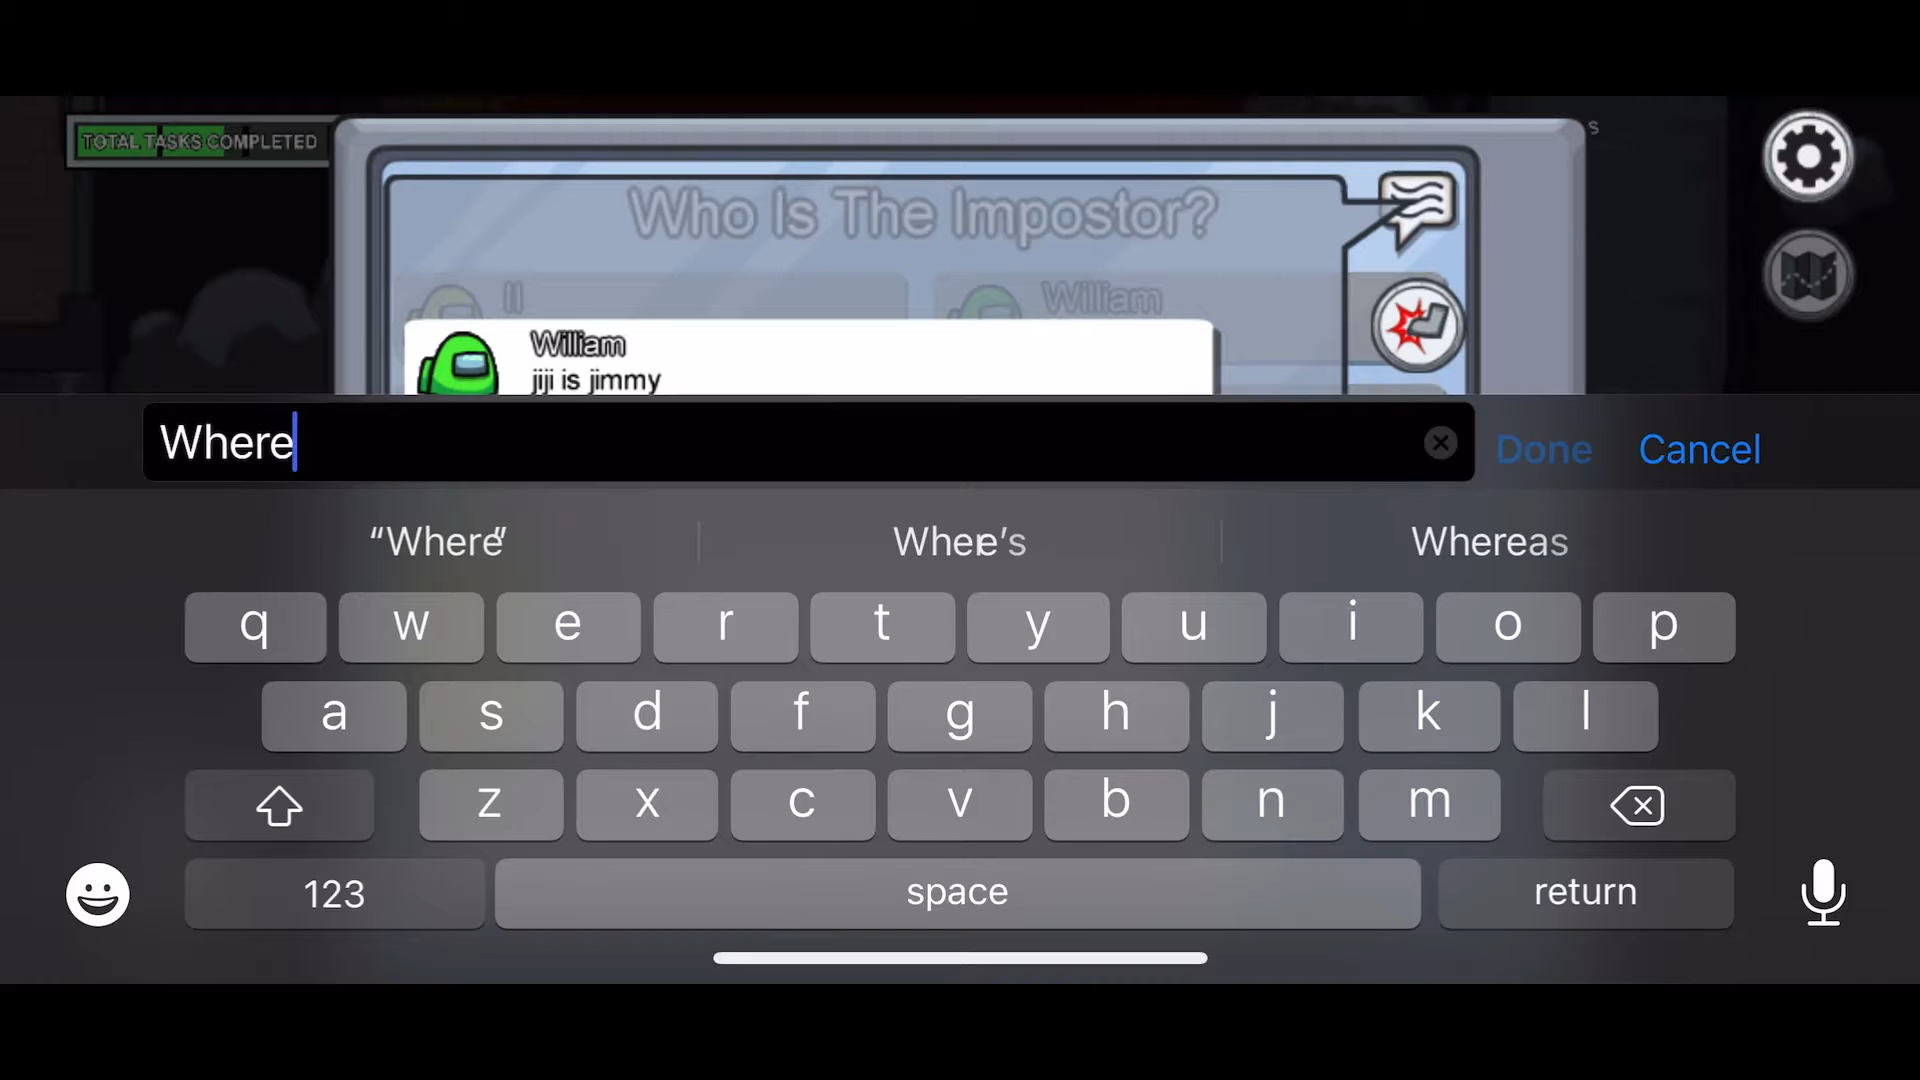 TOTAL TASKS COMPLETED
s
Who Is The Impostor?
William
William
jiji is jimmy
Where
Done
Cancel
“Where”
Where's
Whereas
q w e r t y u i o p
a s d f g h j k l
z x c v b n m
123
space
return